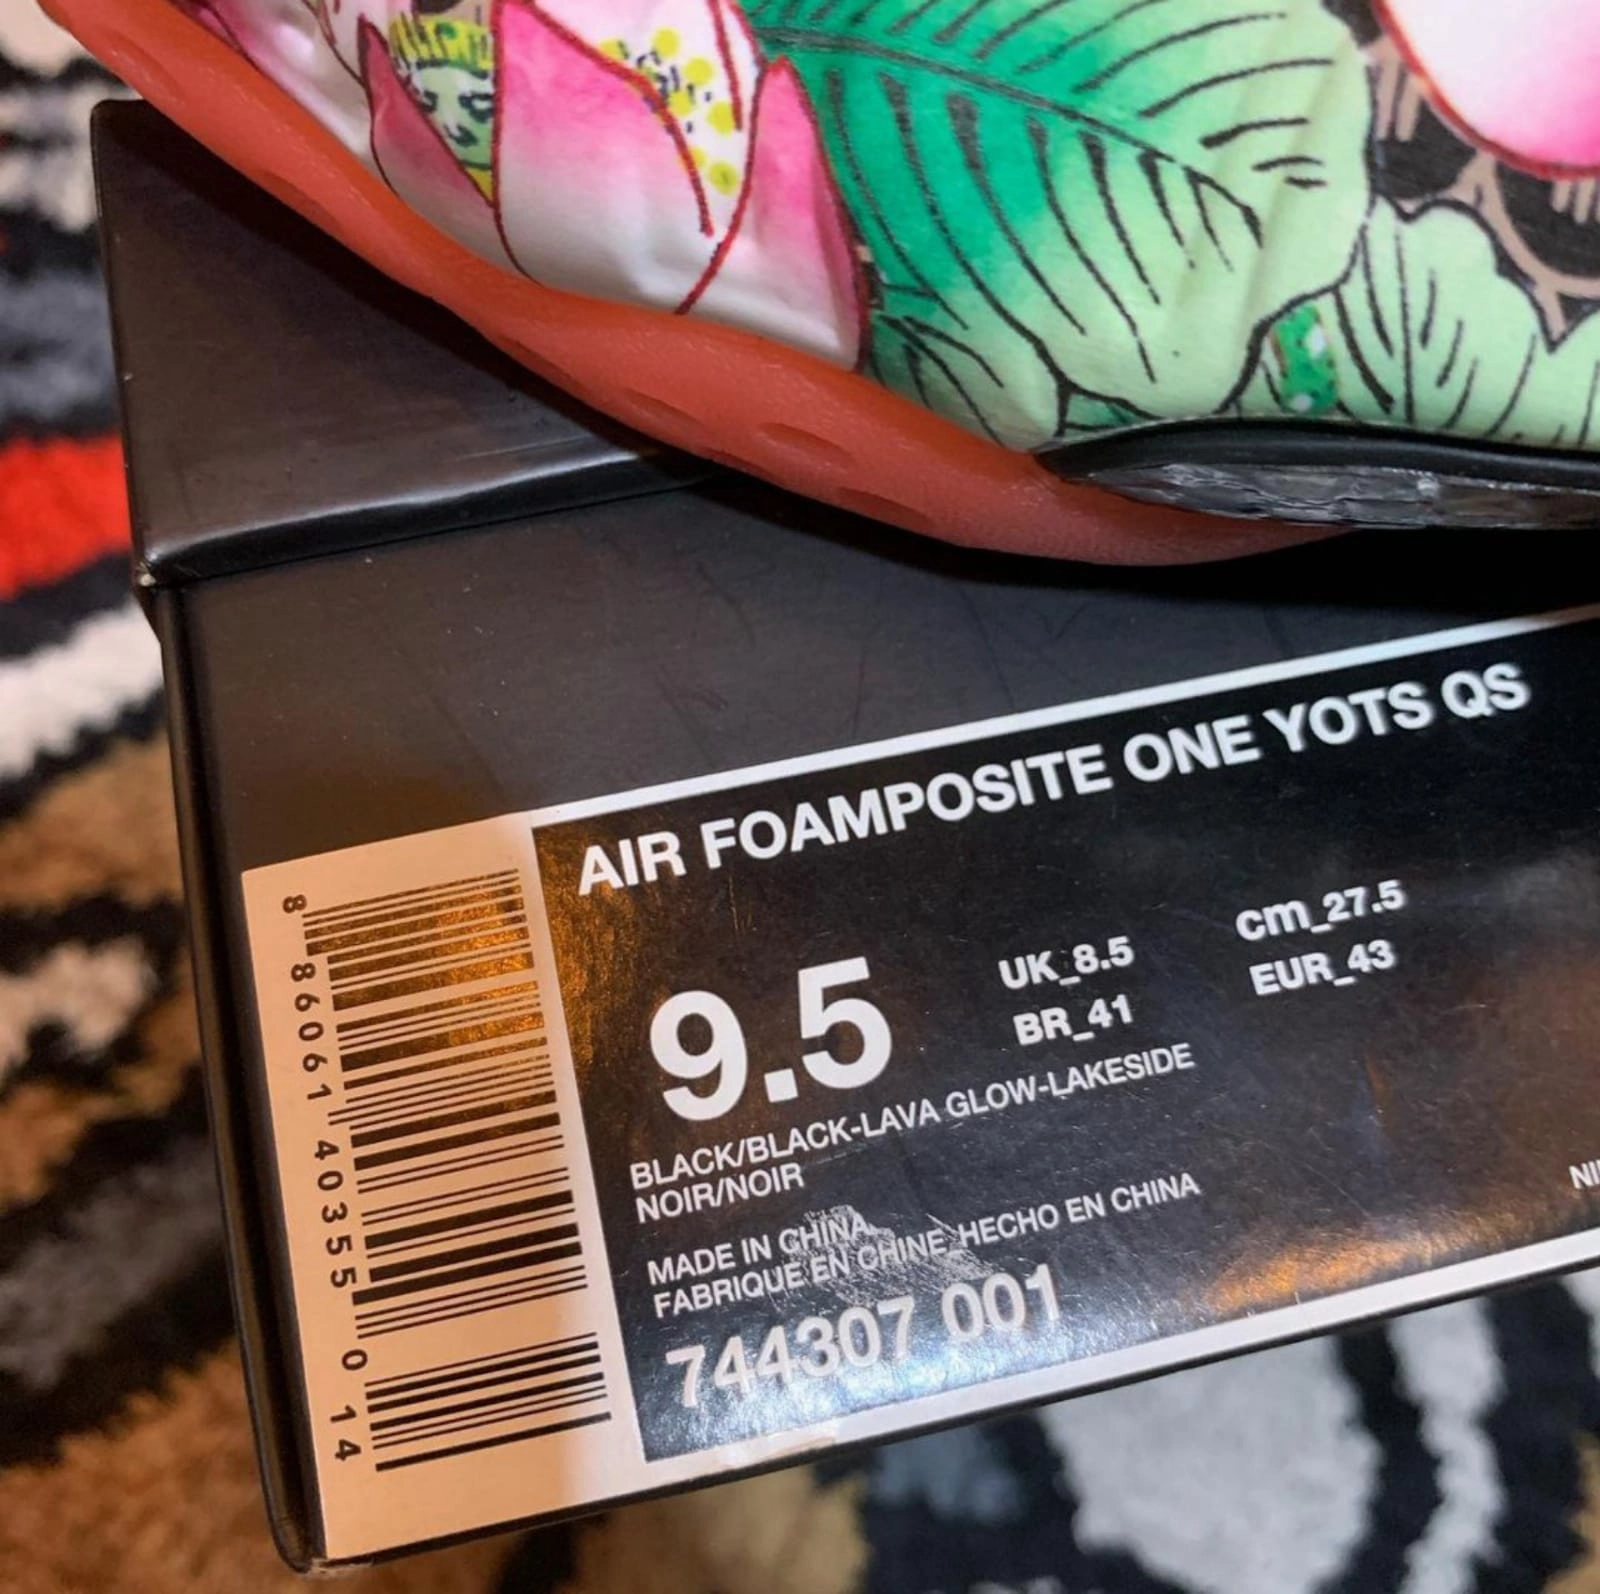 AIR FOAMPOSITE ONE YOTS QS
9.5
UK_8.5
cm_27.5
BR_41
EUR_43
BLACK/BLACK-LAVA GLOW-LAKESIDE
NOIR/NOIR
MADE IN CHINA
FABRIQUE EN CHINE HECHO EN CHINA
744307 001
8 86061 40355 0 14